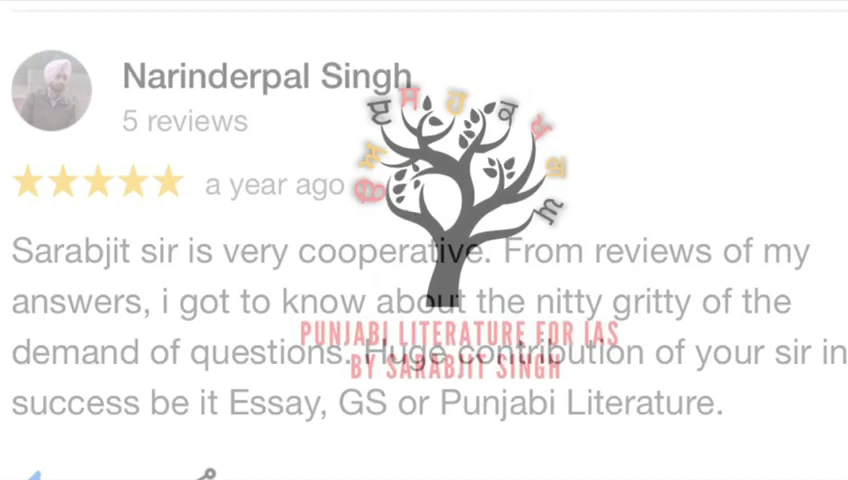 Narinderpal Singh
5 reviews
a year ago
Sarabjit sir is very cooperative. From reviews of my
answers, i got to know about the nitty gritty of the
demand of questions. Huge contribution of your sir in
success be it Essay, GS or Punjabi Literature.
ੳ ਅ ੲ ਸ ਹ ਕ ਖ ਗ ਘ
PUNJABI LITERATURE FOR IAS
BY SARABJIT SINGH